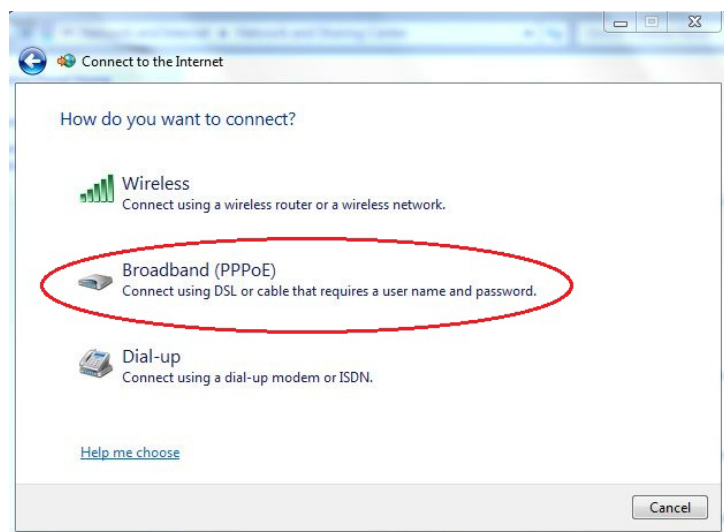 Connect to the Internet
How do you want to connect?
Wireless
Connect using a wireless router or a wireless network.
Broadband (PPPoE)
Connect using DSL or cable that requires a user name and password.
Dial-up
Connect using a dial-up modem or ISDN.
Help me choose
Cancel